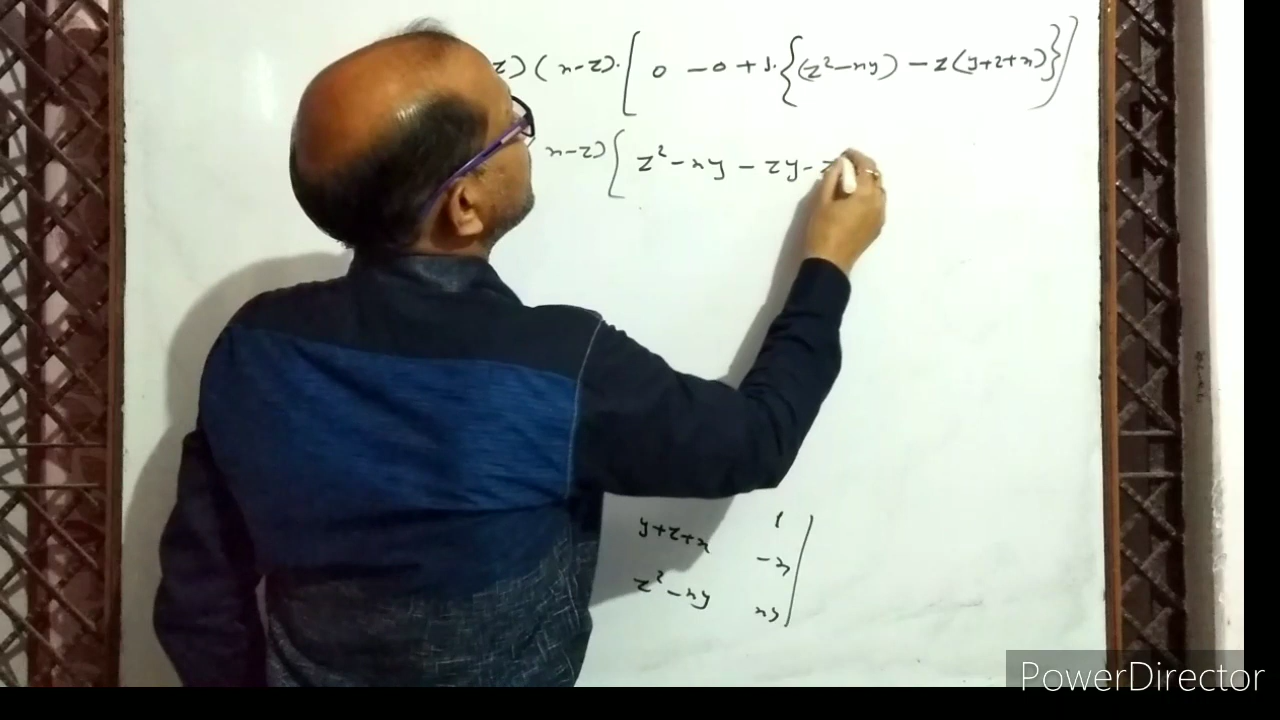 z) (x-z). [ 0 - 0 + 1. {(z² - xy) - z(y+z+x)}]
x-z) [ z² - xy - zy - z
y+z+x 1
-x
z² - xy xy
PowerDirector